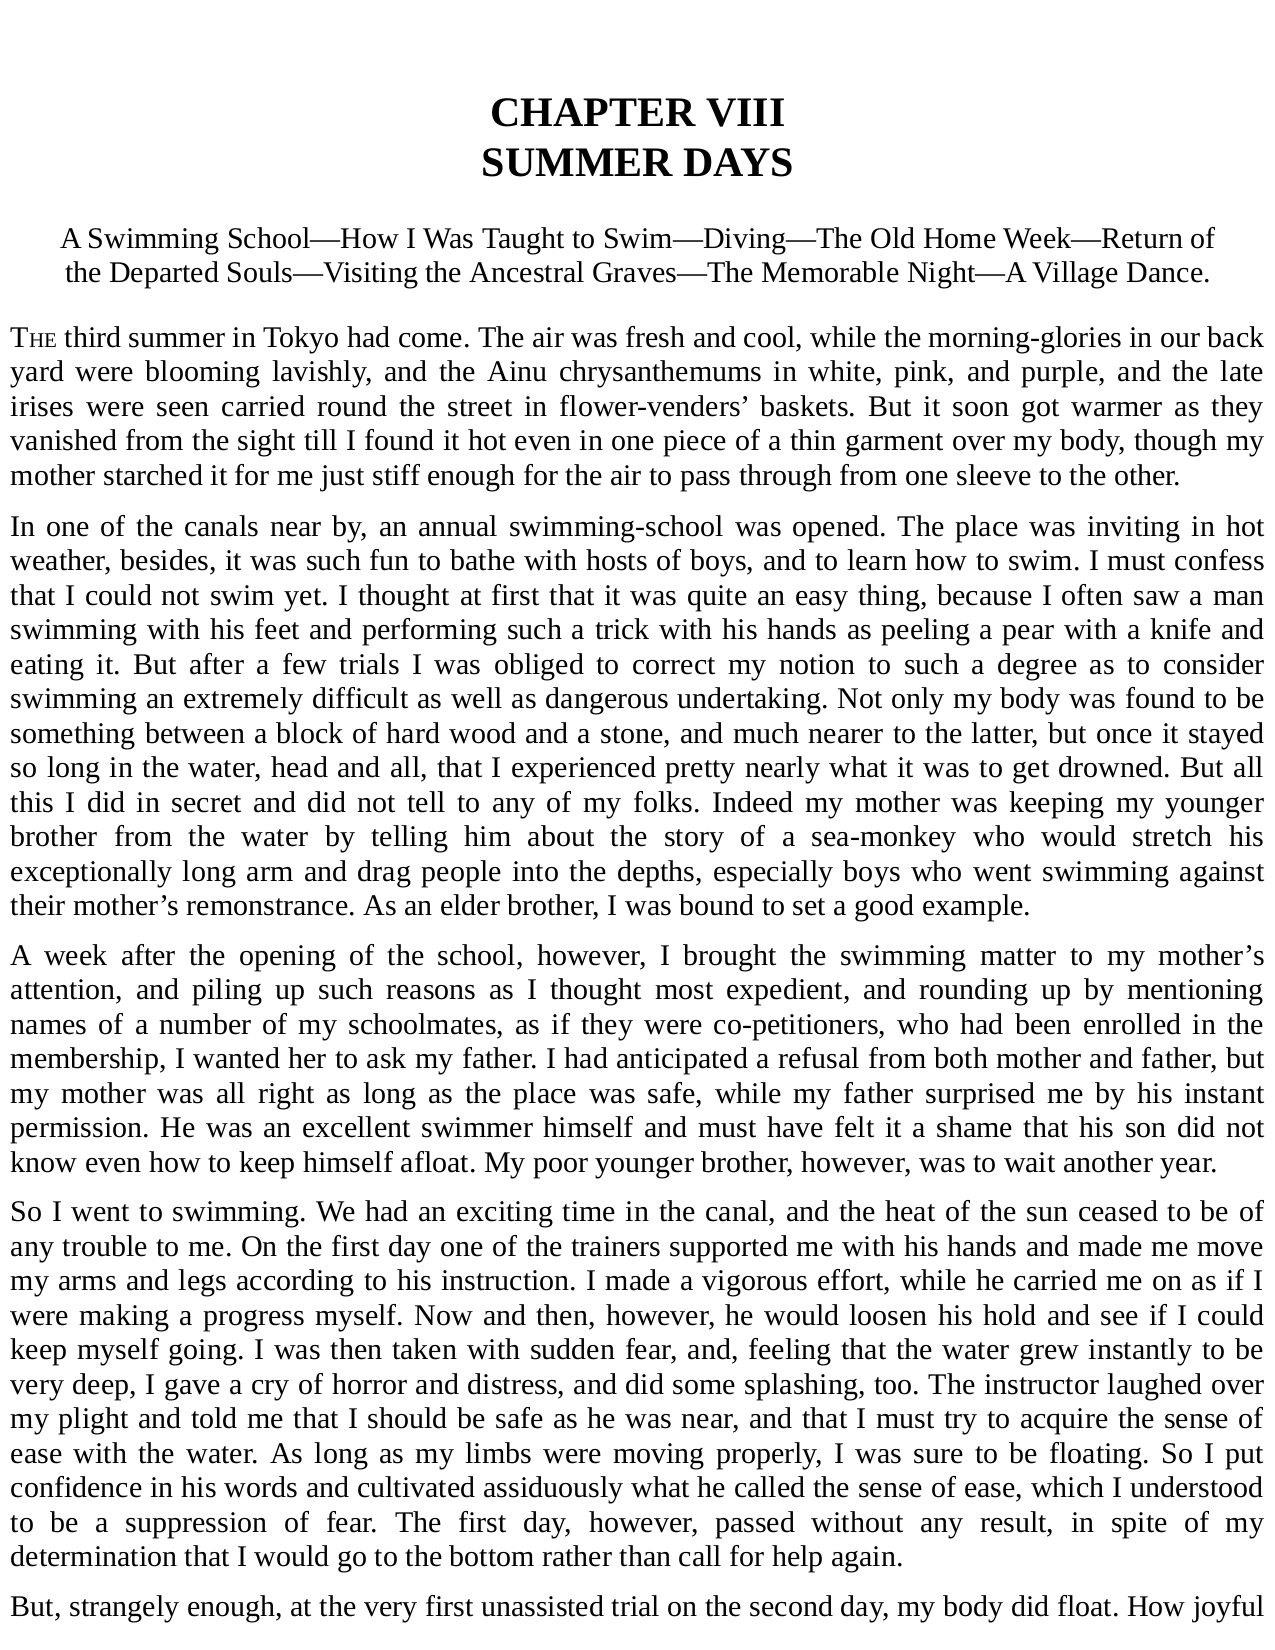 CHAPTER VIII
SUMMER DAYS
A Swimming School—How I Was Taught to Swim—Diving—The Old Home Week—Return of
the Departed Souls—Visiting the Ancestral Graves—The Memorable Night—A Village Dance.
THE third summer in Tokyo had come. The air was fresh and cool, while the morning-glories in our back
yard were blooming lavishly, and the Ainu chrysanthemums in white, pink, and purple, and the late
irises were seen carried round the street in flower-venders’ baskets. But it soon got warmer as they
vanished from the sight till I found it hot even in one piece of a thin garment over my body, though my
mother starched it for me just stiff enough for the air to pass through from one sleeve to the other.
In one of the canals near by, an annual swimming-school was opened. The place was inviting in hot
weather, besides, it was such fun to bathe with hosts of boys, and to learn how to swim. I must confess
that I could not swim yet. I thought at first that it was quite an easy thing, because I often saw a man
swimming with his feet and performing such a trick with his hands as peeling a pear with a knife and
eating it. But after a few trials I was obliged to correct my notion to such a degree as to consider
swimming an extremely difficult as well as dangerous undertaking. Not only my body was found to be
something between a block of hard wood and a stone, and much nearer to the latter, but once it stayed
so long in the water, head and all, that I experienced pretty nearly what it was to get drowned. But all
this I did in secret and did not tell to any of my folks. Indeed my mother was keeping my younger
brother from the water by telling him about the story of a sea-monkey who would stretch his
exceptionally long arm and drag people into the depths, especially boys who went swimming against
their mother’s remonstrance. As an elder brother, I was bound to set a good example.
A week after the opening of the school, however, I brought the swimming matter to my mother’s
attention, and piling up such reasons as I thought most expedient, and rounding up by mentioning
names of a number of my schoolmates, as if they were co-petitioners, who had been enrolled in the
membership, I wanted her to ask my father. I had anticipated a refusal from both mother and father, but
my mother was all right as long as the place was safe, while my father surprised me by his instant
permission. He was an excellent swimmer himself and must have felt it a shame that his son did not
know even how to keep himself afloat. My poor younger brother, however, was to wait another year.
So I went to swimming. We had an exciting time in the canal, and the heat of the sun ceased to be of
any trouble to me. On the first day one of the trainers supported me with his hands and made me move
my arms and legs according to his instruction. I made a vigorous effort, while he carried me on as if I
were making a progress myself. Now and then, however, he would loosen his hold and see if I could
keep myself going. I was then taken with sudden fear, and, feeling that the water grew instantly to be
very deep, I gave a cry of horror and distress, and did some splashing, too. The instructor laughed over
my plight and told me that I should be safe as he was near, and that I must try to acquire the sense of
ease with the water. As long as my limbs were moving properly, I was sure to be floating. So I put
confidence in his words and cultivated assiduously what he called the sense of ease, which I understood
to be a suppression of fear. The first day, however, passed without any result, in spite of my
determination that I would go to the bottom rather than call for help again.
But, strangely enough, at the very first unassisted trial on the second day, my body did float. How joyful